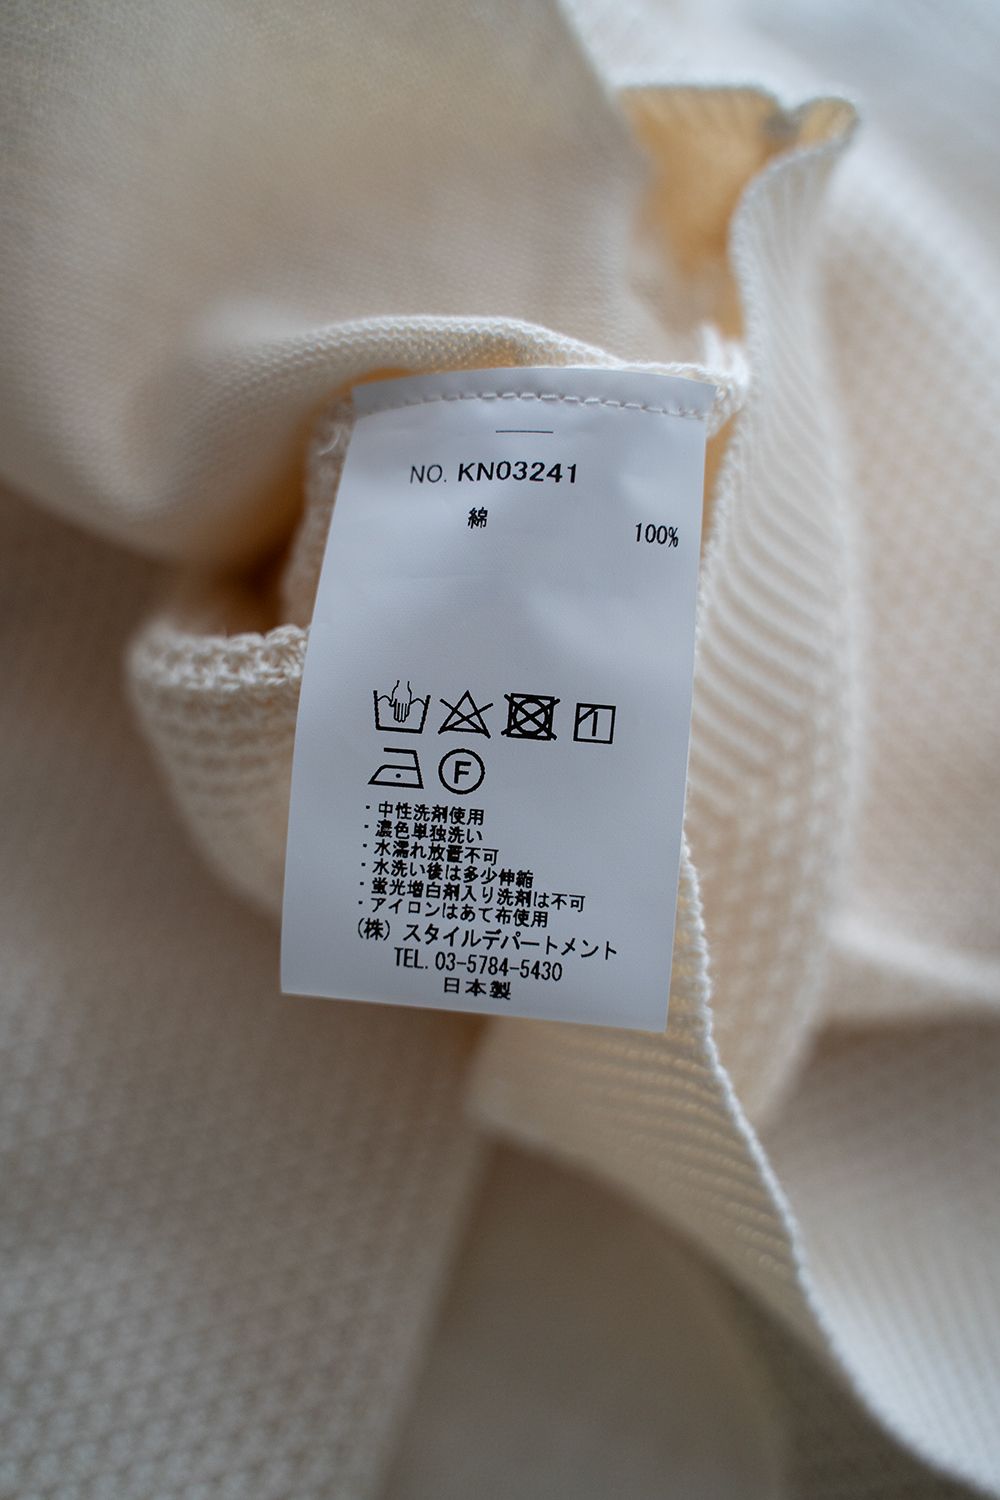 NO. KN03241
綿 100%
F
・中性洗剤使用
・濃色単独洗い
・水濡れ放置不可
・水洗い後は多少伸縮
・蛍光増白剤入り洗剤は不可
・アイロンはあて布使用
(株) スタイルデパートメント
TEL. 03-5784-5430
日本製